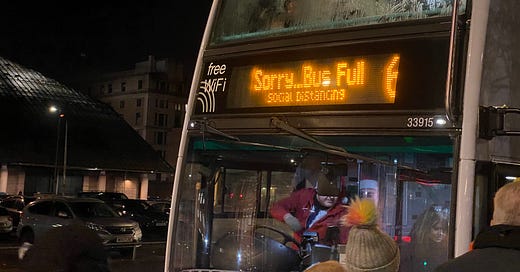 free
WiFi
Sorry...Bus Full
Social Distancing
33915